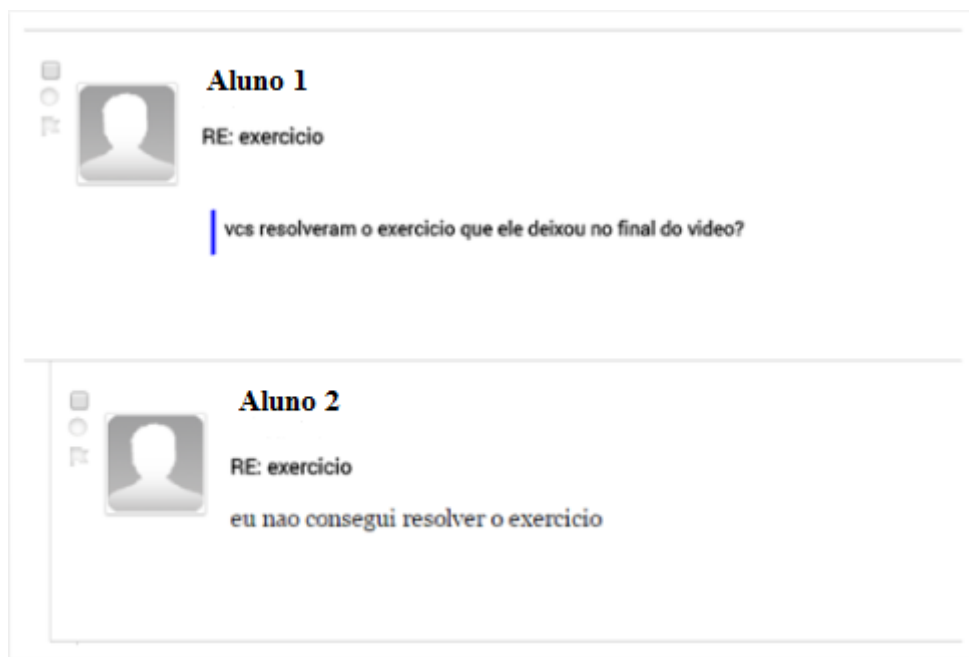 Aluno 1
RE: exercicio
vcs resolveram o exercicio que ele deixou no final do video?
Aluno 2
RE: exercicio
eu nao consegui resolver o exercicio